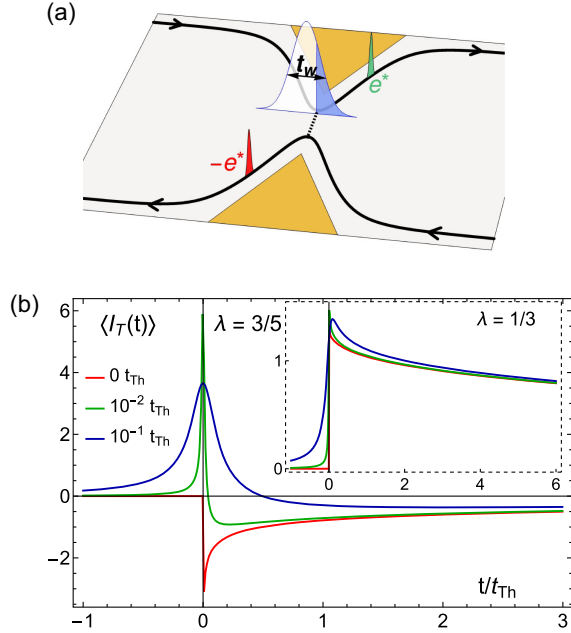 (a)
t_w
e*
−e*
(b)
⟨I_T(t)⟩
λ = 3/5
λ = 1/3
0 t_Th
10⁻² t_Th
10⁻¹ t_Th
6
4
2
0
−2
1
0
0
2
4
6
−1
0
1
2
3
t/t_Th